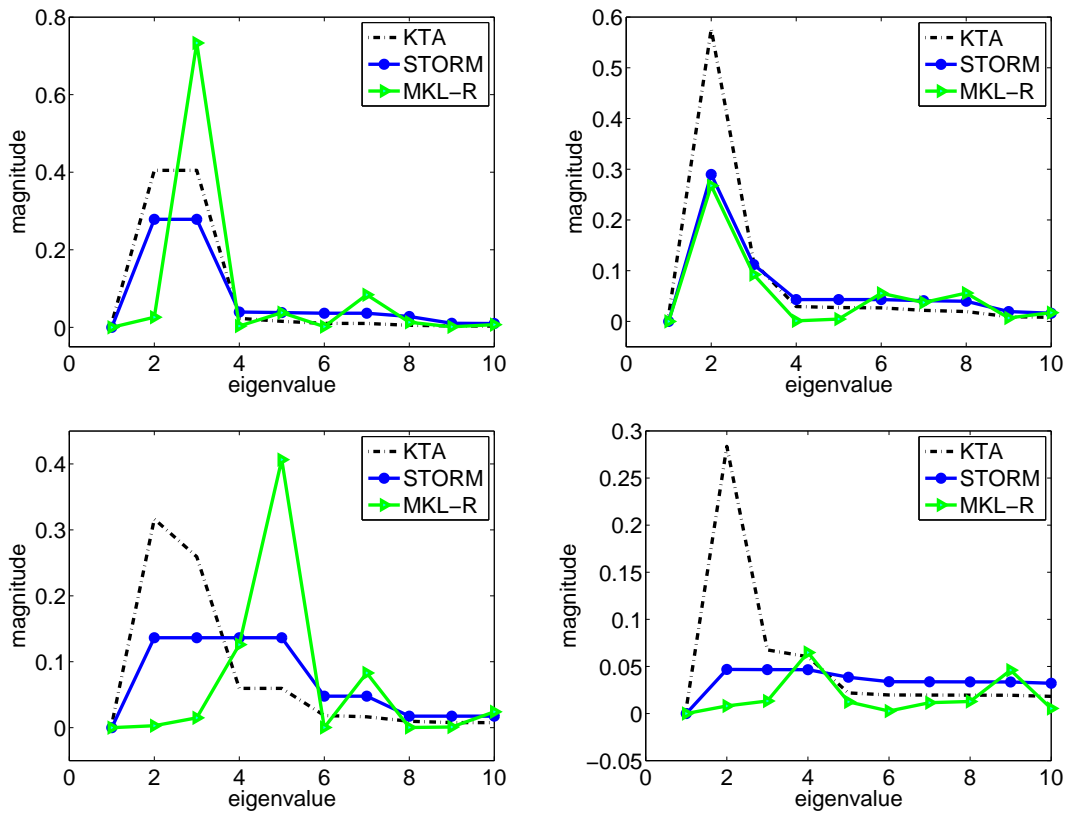 0.8
0.6
0.4
0.2
0
magnitude
0 2 4 6 8 10
eigenvalue
KTA
STORM
MKL−R
0.6
0.5
0.4
0.3
0.2
0.1
0
magnitude
0 2 4 6 8 10
eigenvalue
KTA
STORM
MKL−R
0.4
0.3
0.2
0.1
0
magnitude
0 2 4 6 8 10
eigenvalue
KTA
STORM
MKL−R
0.3
0.25
0.2
0.15
0.1
0.05
0
−0.05
magnitude
0 2 4 6 8 10
eigenvalue
KTA
STORM
MKL−R